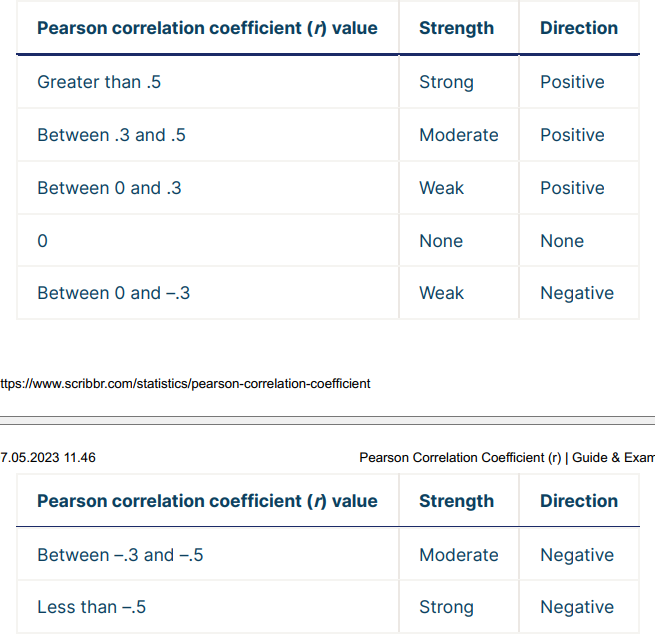 Pearson correlation coefficient (r) value Strength Direction
Greater than .5 Strong Positive
Between .3 and .5 Moderate Positive
Between 0 and .3 Weak Positive
0 None None
Between 0 and –.3 Weak Negative
ttps://www.scribbr.com/statistics/pearson-correlation-coefficient
7.05.2023 11.46 Pearson Correlation Coefficient (r) | Guide & Exam
Pearson correlation coefficient (r) value Strength Direction
Between –.3 and –.5 Moderate Negative
Less than –.5 Strong Negative